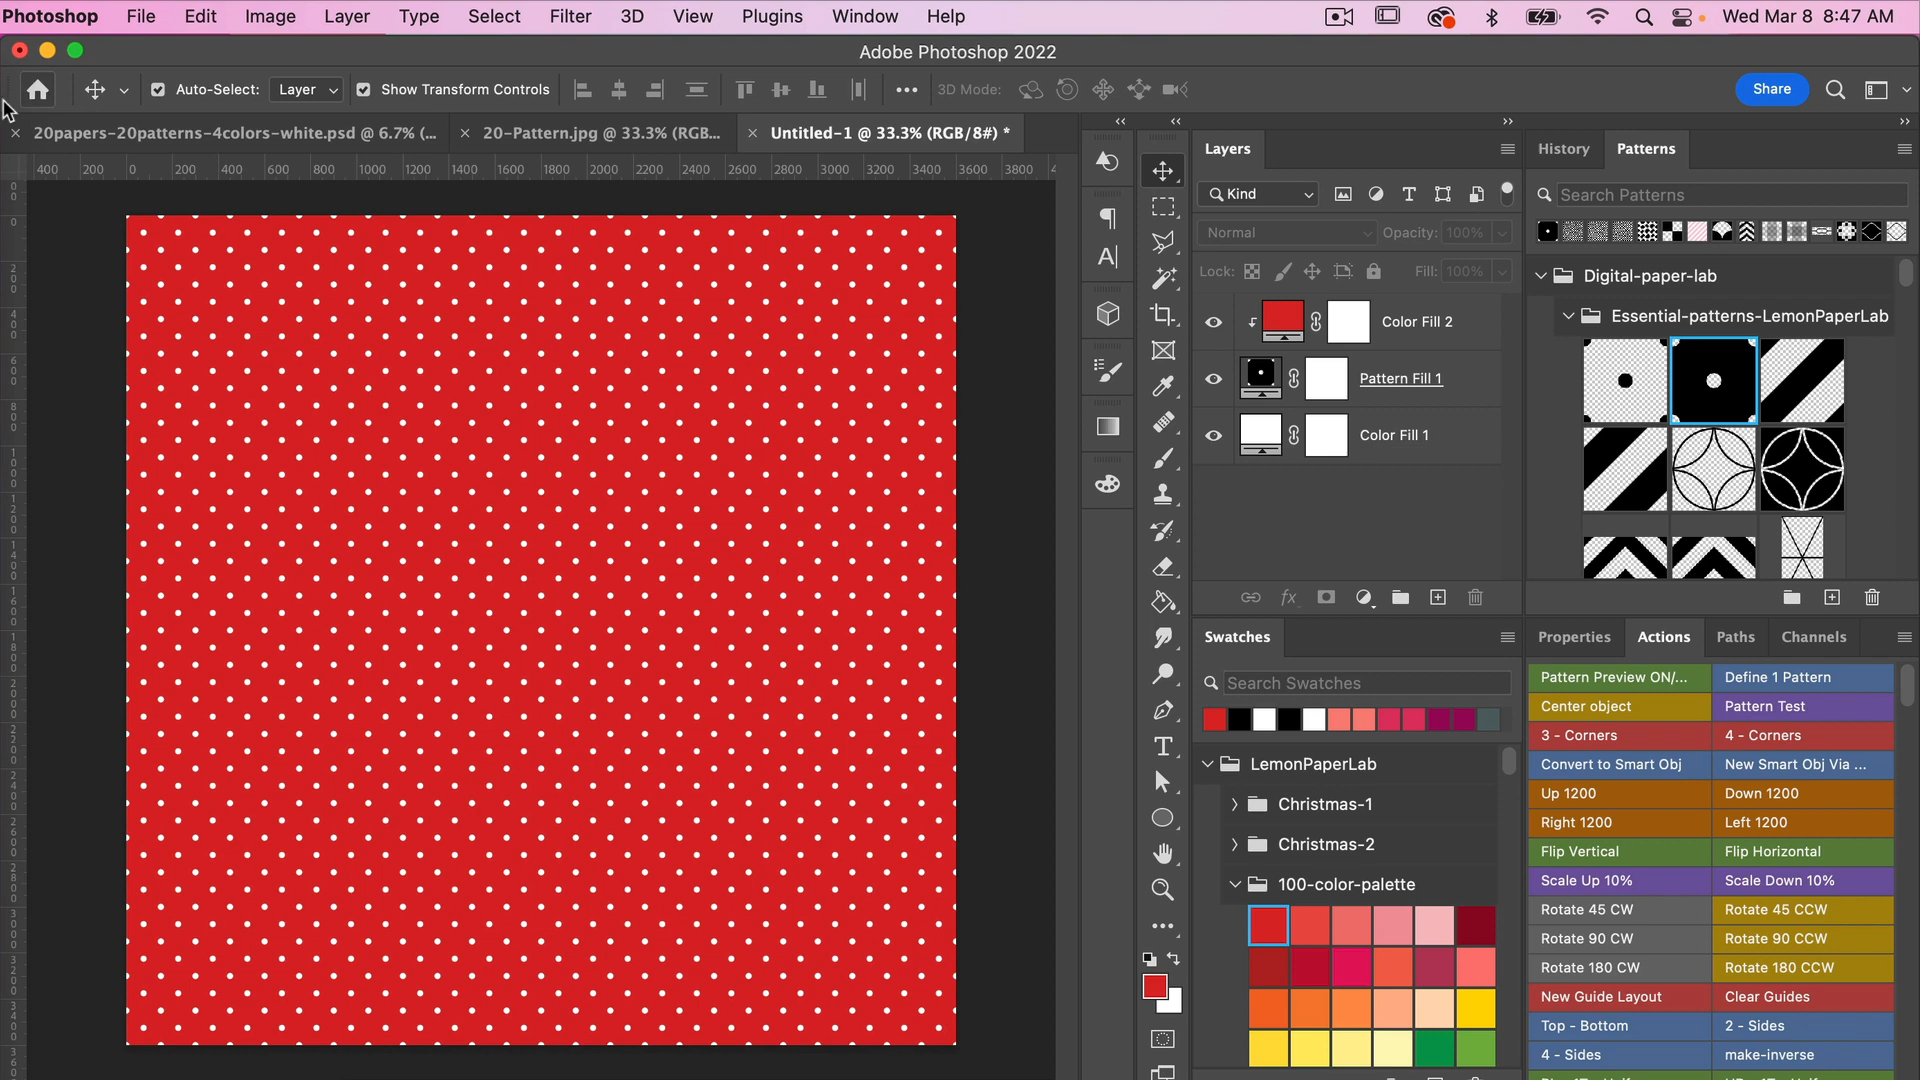 Photoshop File Edit Image Layer Type Select Filter 3D View Plugins Window Help Wed Mar 8 8:47 AM
Adobe Photoshop 2022
Auto-Select: Layer Show Transform Controls 3D Mode: Share
20papers-20patterns-4colors-white.psd @ 6.7% (... 20-Pattern.jpg @ 33.3% (RGB... Untitled-1 @ 33.3% (RGB/8#) *
400 200 0 200 400 600 800 1000 1200 1400 1600 1800 2000 2200 2400 2600 2800 3000 3200 3400 3600 3800
Layers
Kind
Normal Opacity: 100%
Lock: Fill: 100%
Color Fill 2
Pattern Fill 1
Color Fill 1
History Patterns
Search Patterns
Digital-paper-lab
Essential-patterns-LemonPaperLab
Swatches
Search Swatches
LemonPaperLab
Christmas-1
Christmas-2
100-color-palette
Properties Actions Paths Channels
Pattern Preview ON/... Define 1 Pattern
Center object Pattern Test
3 - Corners 4 - Corners
Convert to Smart Obj New Smart Obj Via ...
Up 1200 Down 1200
Right 1200 Left 1200
Flip Vertical Flip Horizontal
Scale Up 10% Scale Down 10%
Rotate 45 CW Rotate 45 CCW
Rotate 90 CW Rotate 90 CCW
Rotate 180 CW Rotate 180 CCW
New Guide Layout Clear Guides
Top - Bottom 2 - Sides
4 - Sides make-inverse